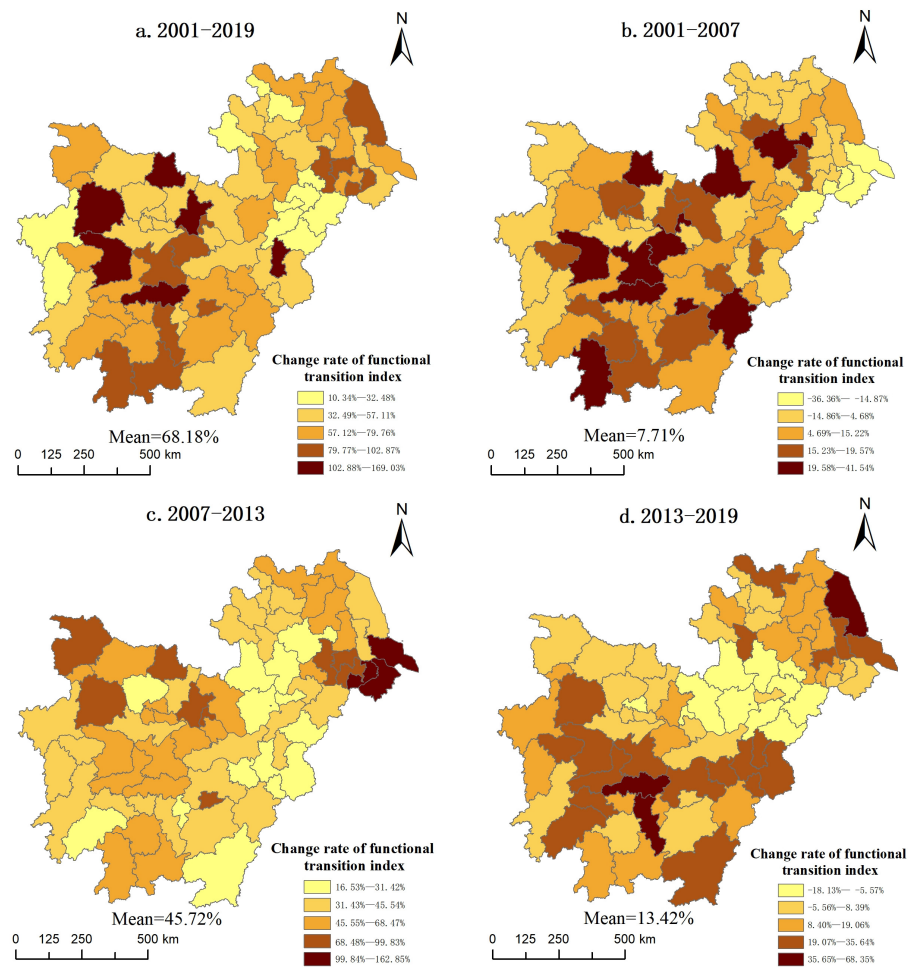 a. 2001-2019
N
Change rate of functional
transition index
10.34%—32.48%
32.49%—57.11%
57.12%—79.76%
79.77%—102.87%
102.88%—169.03%
Mean=68.18%
0 125 250 500 km
b. 2001-2007
N
Change rate of functional
transition index
-36.36%— -14.87%
-14.86%—4.68%
4.69%—15.22%
15.23%—19.57%
19.58%—41.54%
Mean=7.71%
0 125 250 500 km
c. 2007-2013
N
Change rate of functional
transition index
16.53%—31.42%
31.43%—45.54%
45.55%—68.47%
68.48%—99.83%
99.84%—162.85%
Mean=45.72%
0 125 250 500 km
d. 2013-2019
N
Change rate of functional
transition index
-18.13%— -5.57%
-5.56%—8.39%
8.40%—19.06%
19.07%—35.64%
35.65%—68.35%
Mean=13.42%
0 125 250 500 km